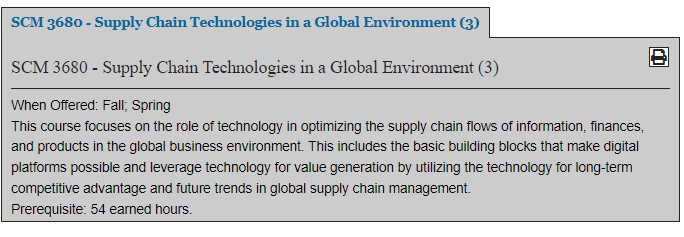 SCM 3680 - Supply Chain Technologies in a Global Environment (3)
SCM 3680 - Supply Chain Technologies in a Global Environment (3)
When Offered: Fall; Spring
This course focuses on the role of technology in optimizing the supply chain flows of information, finances,
and products in the global business environment. This includes the basic building blocks that make digital
platforms possible and leverage technology for value generation by utilizing the technology for long-term
competitive advantage and future trends in global supply chain management.
Prerequisite: 54 earned hours.